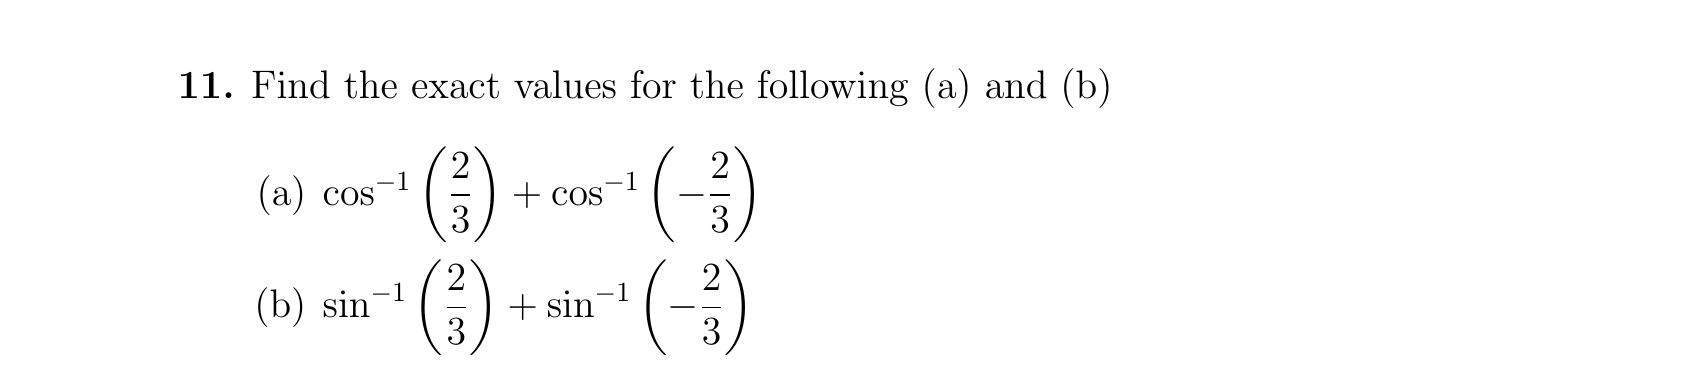 11. Find the exact values for the following (a) and (b)
(a) cos⁻¹ (2/3) + cos⁻¹ (−2/3)
(b) sin⁻¹ (2/3) + sin⁻¹ (−2/3)